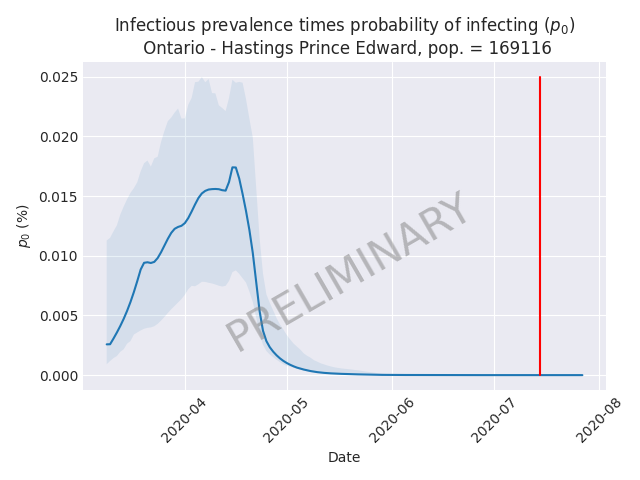 Infectious prevalence times probability of infecting (p₀)
Ontario - Hastings Prince Edward, pop. = 169116
0.025
0.020
0.015
0.010
0.005
0.000
p₀ (%)
PRELIMINARY
2020-04
2020-05
2020-06
2020-07
2020-08
Date